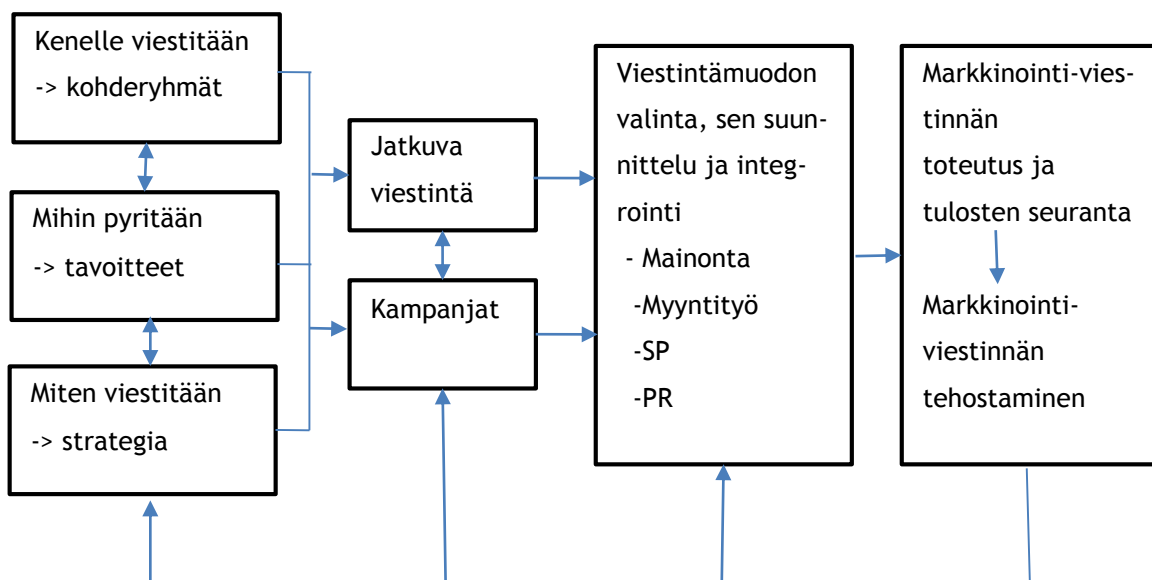 Kenelle viestitään
-> kohderyhmät
Mihin pyritään
-> tavoitteet
Miten viestitään
-> strategia
Jatkuva
viestintä
Kampanjat
Viestintämuodon
valinta, sen suun-
nittelu ja integ-
rointi
- Mainonta
-Myyntityö
-SP
-PR
Markkinointi-vies-
tinnän
toteutus ja
tulosten seuranta
Markkinointi-
viestinnän
tehostaminen